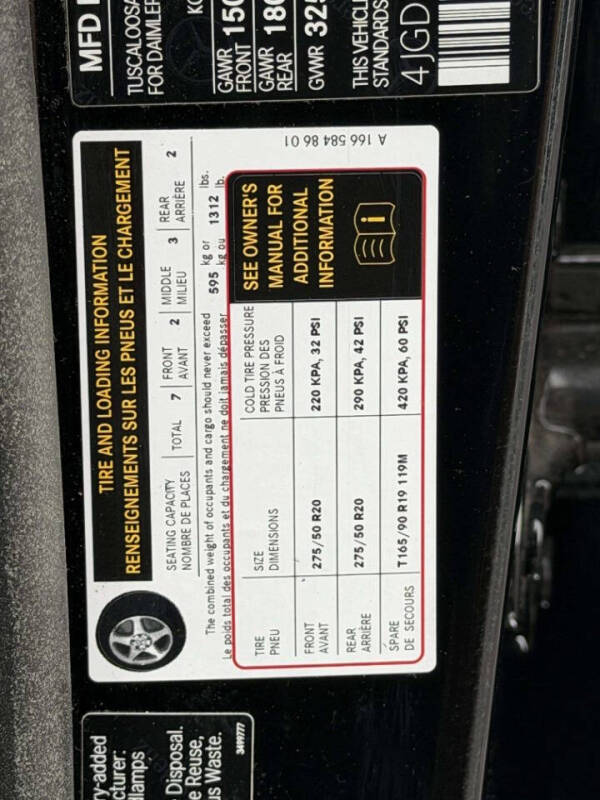 MFD
TUSCALOOSA
FOR DAIMLER
GAWR
FRONT
GAWR
REAR
GVWR
THIS VEHICLE
STANDARDS
4JGD
A 166 584 86 01
TIRE AND LOADING INFORMATION
RENSEIGNEMENTS SUR LES PNEUS ET LE CHARGEMENT
SEATING CAPACITY TOTAL 7 FRONT 2 MIDDLE 3 REAR 2
NOMBRE DE PLACES AVANT MILIEU ARRIÈRE
The combined weight of occupants and cargo should never exceed 595 kg or 1312 lbs.
Le poids total des occupants et du chargement ne doit jamais dépasser kg ou lb.
TIRE SIZE COLD TIRE PRESSURE
PNEU DIMENSIONS PRESSION DES
PNEUS À FROID
SEE OWNER'S
MANUAL FOR
ADDITIONAL
INFORMATION
FRONT 275/50 R20 220 KPA, 32 PSI
AVANT
REAR 275/50 R20 290 KPA, 42 PSI
ARRIÈRE
SPARE T165/90 R19 119M 420 KPA, 60 PSI
DE SECOURS
ry-added
cturer:
dlamps
Disposal.
e Reuse,
us Waste.
3499777